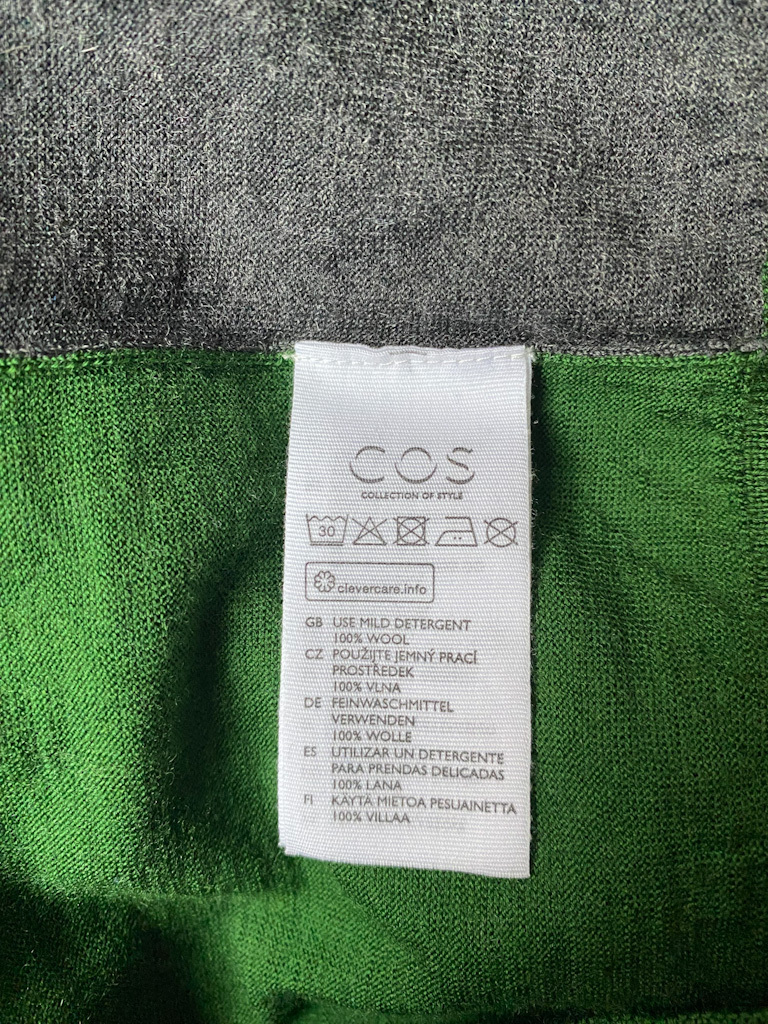 COS
COLLECTION OF STYLE
30
clevercare.info
GB USE MILD DETERGENT
100% WOOL
CZ POUŽIJTE JEMNÝ PRACÍ
PROSTŘEDEK
100% VLNA
DE FEINWASCHMITTEL
VERWENDEN
100% WOLLE
ES UTILIZAR UN DETERGENTE
PARA PRENDAS DELICADAS
100% LANA
FI KÄYTÄ MIETOA PESUAINETTA
100% VILLAA